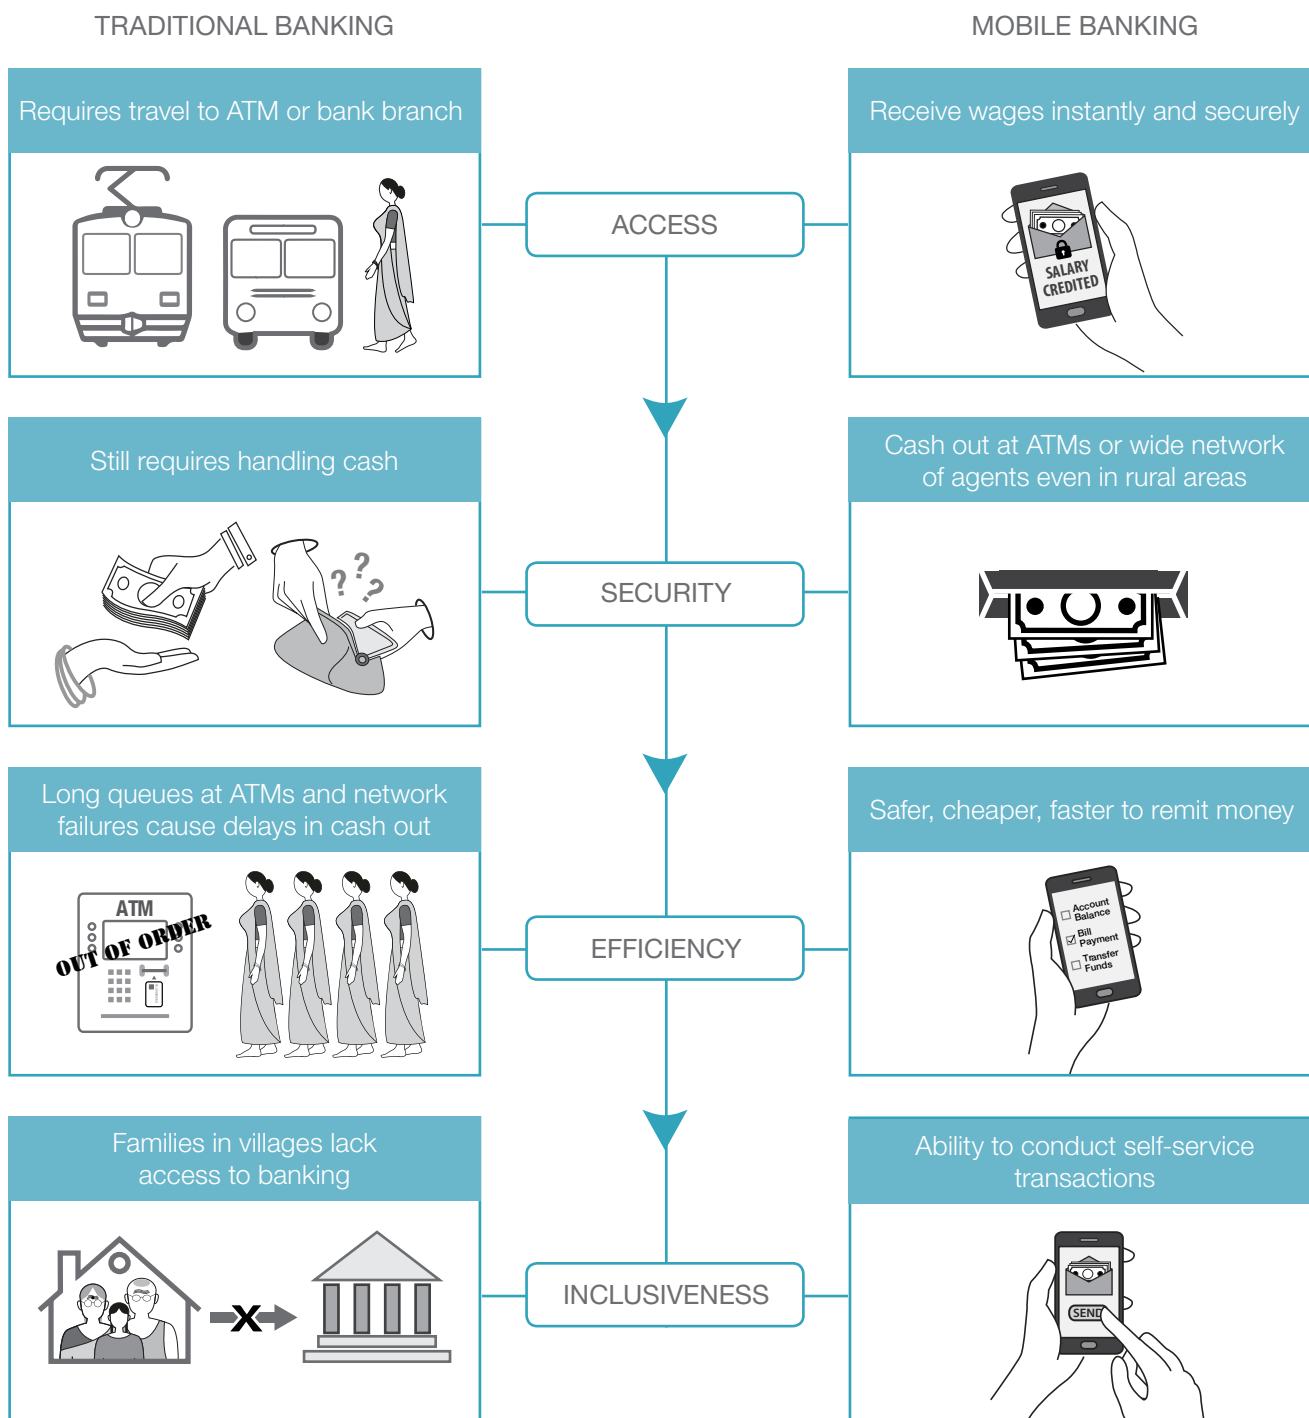 TRADITIONAL BANKING
MOBILE BANKING
Requires travel to ATM or bank branch
ACCESS
Receive wages instantly and securely
SALARY
CREDITED
Still requires handling cash
? ? ?
SECURITY
Cash out at ATMs or wide network
of agents even in rural areas
Long queues at ATMs and network
failures cause delays in cash out
ATM
OUT OF ORDER
EFFICIENCY
Safer, cheaper, faster to remit money
Account
Balance
Bill
Payment
Transfer
Funds
Families in villages lack
access to banking
X
INCLUSIVENESS
Ability to conduct self-service
transactions
SEND